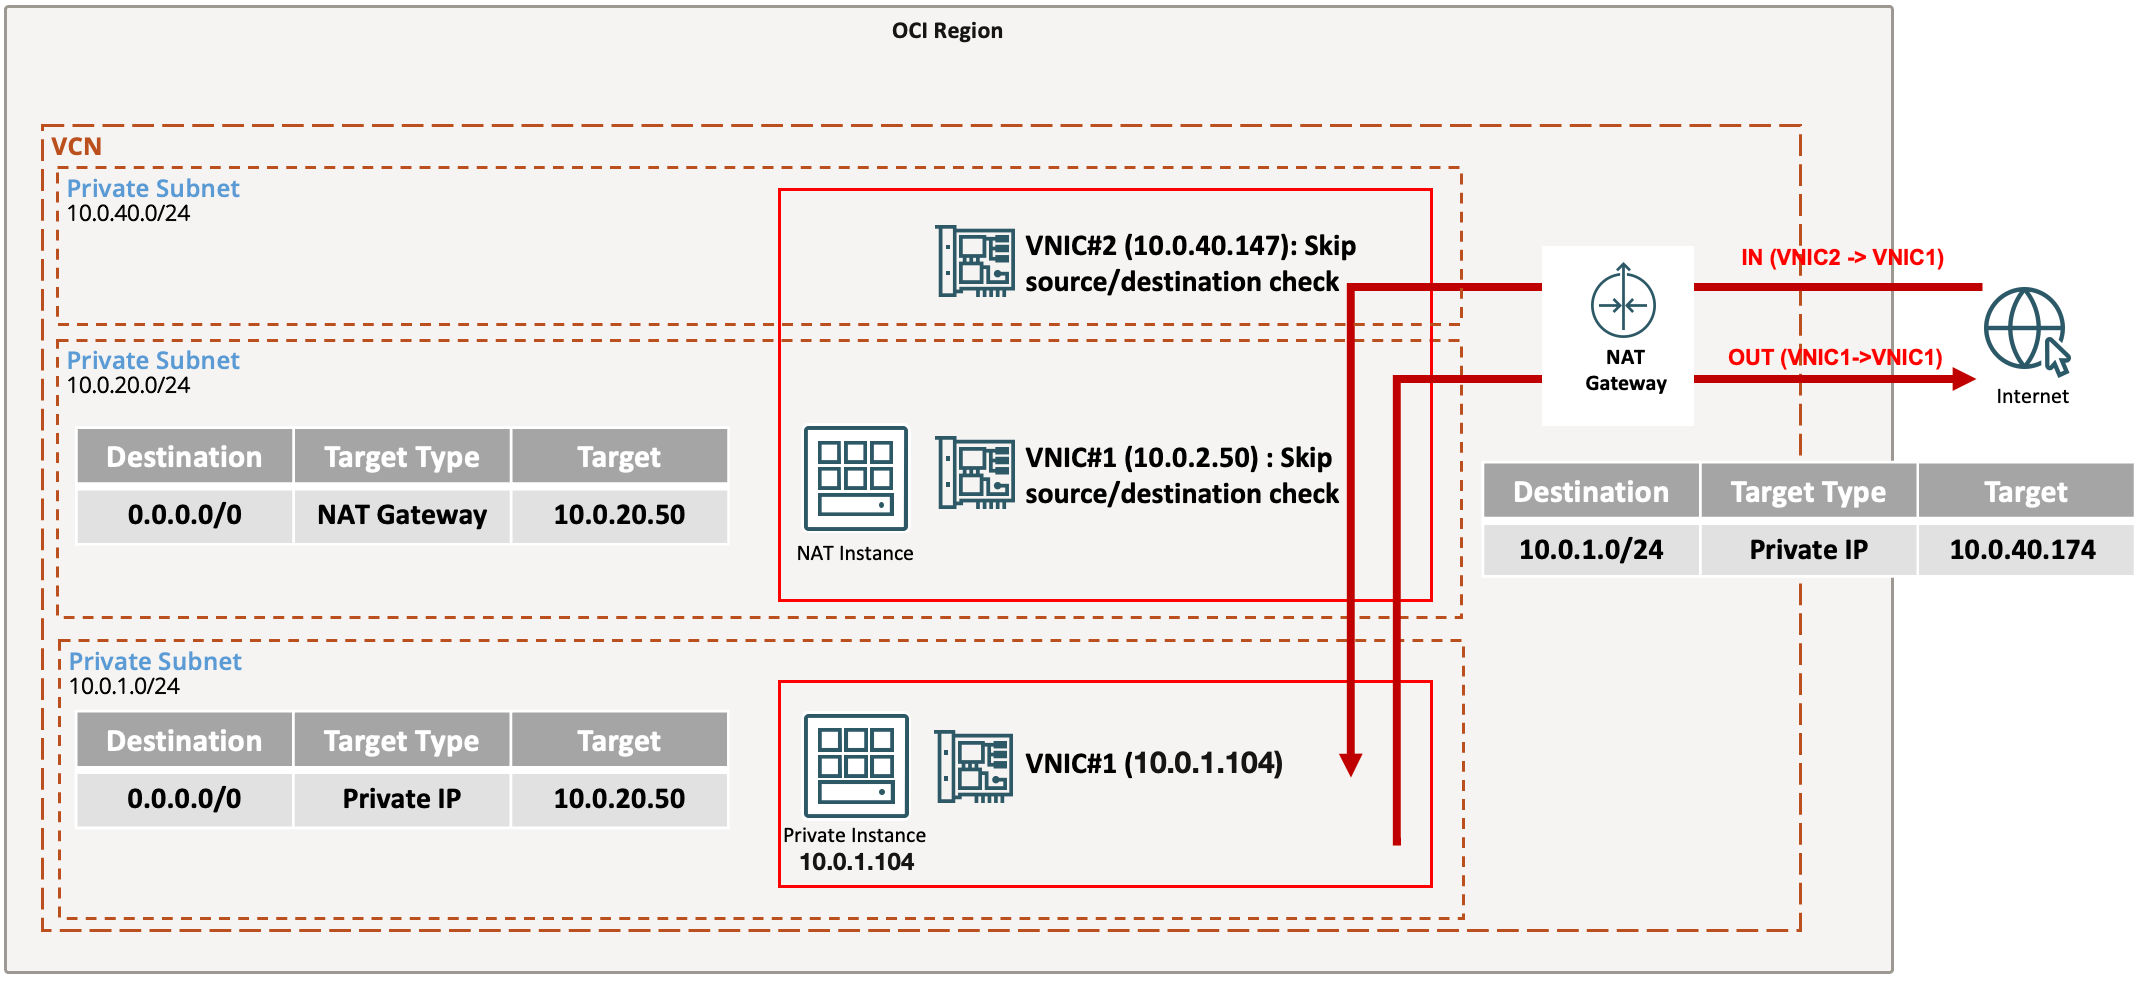 OCI Region
VCN
Private Subnet
10.0.40.0/24
VNIC#2 (10.0.40.147): Skip
source/destination check
IN (VNIC2 -> VNIC1)
NAT
Gateway
OUT (VNIC1->VNIC1)
Internet
Private Subnet
10.0.20.0/24
Destination Target Type Target
0.0.0.0/0 NAT Gateway 10.0.20.50
NAT Instance
VNIC#1 (10.0.2.50) : Skip
source/destination check
Destination Target Type Target
10.0.1.0/24 Private IP 10.0.40.174
Private Subnet
10.0.1.0/24
Destination Target Type Target
0.0.0.0/0 Private IP 10.0.20.50
VNIC#1 (10.0.1.104)
Private Instance
10.0.1.104